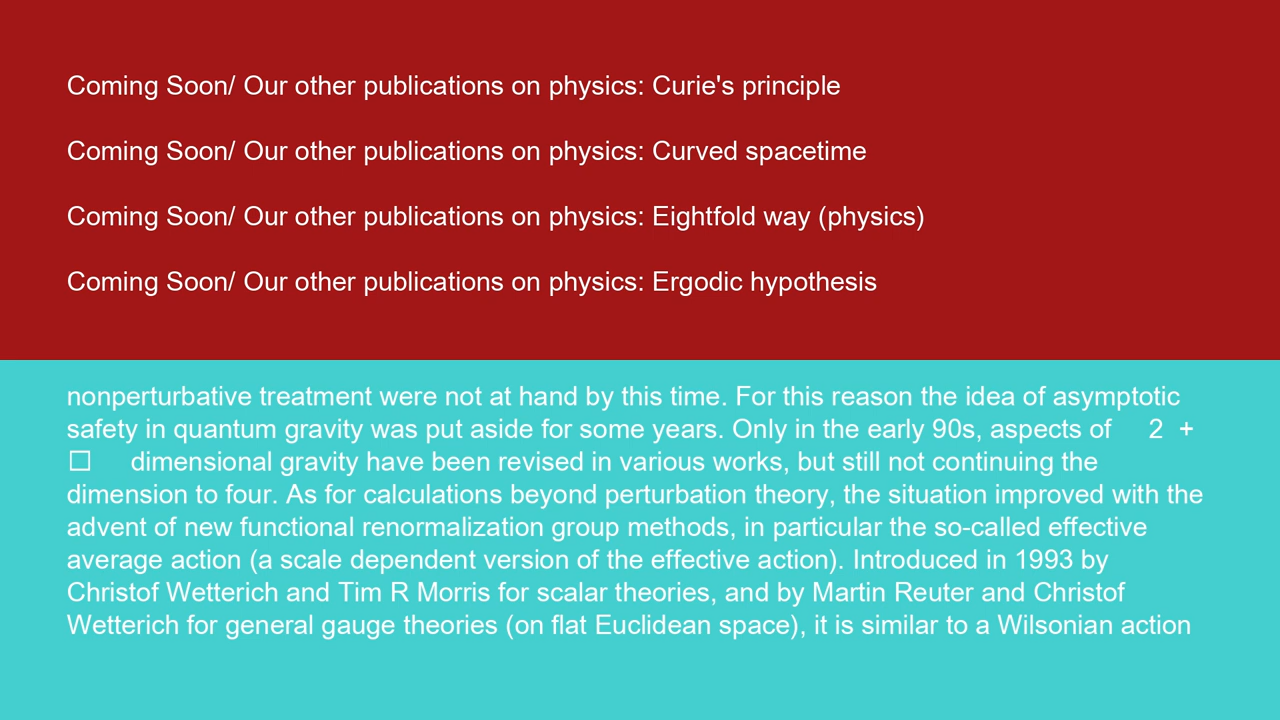 Coming Soon/ Our other publications on physics: Curie's principle
Coming Soon/ Our other publications on physics: Curved spacetime
Coming Soon/ Our other publications on physics: Eightfold way (physics)
Coming Soon/ Our other publications on physics: Ergodic hypothesis
nonperturbative treatment were not at hand by this time. For this reason the idea of asymptotic
safety in quantum gravity was put aside for some years. Only in the early 90s, aspects of 2 +
□ dimensional gravity have been revised in various works, but still not continuing the
dimension to four. As for calculations beyond perturbation theory, the situation improved with the
advent of new functional renormalization group methods, in particular the so-called effective
average action (a scale dependent version of the effective action). Introduced in 1993 by
Christof Wetterich and Tim R Morris for scalar theories, and by Martin Reuter and Christof
Wetterich for general gauge theories (on flat Euclidean space), it is similar to a Wilsonian action